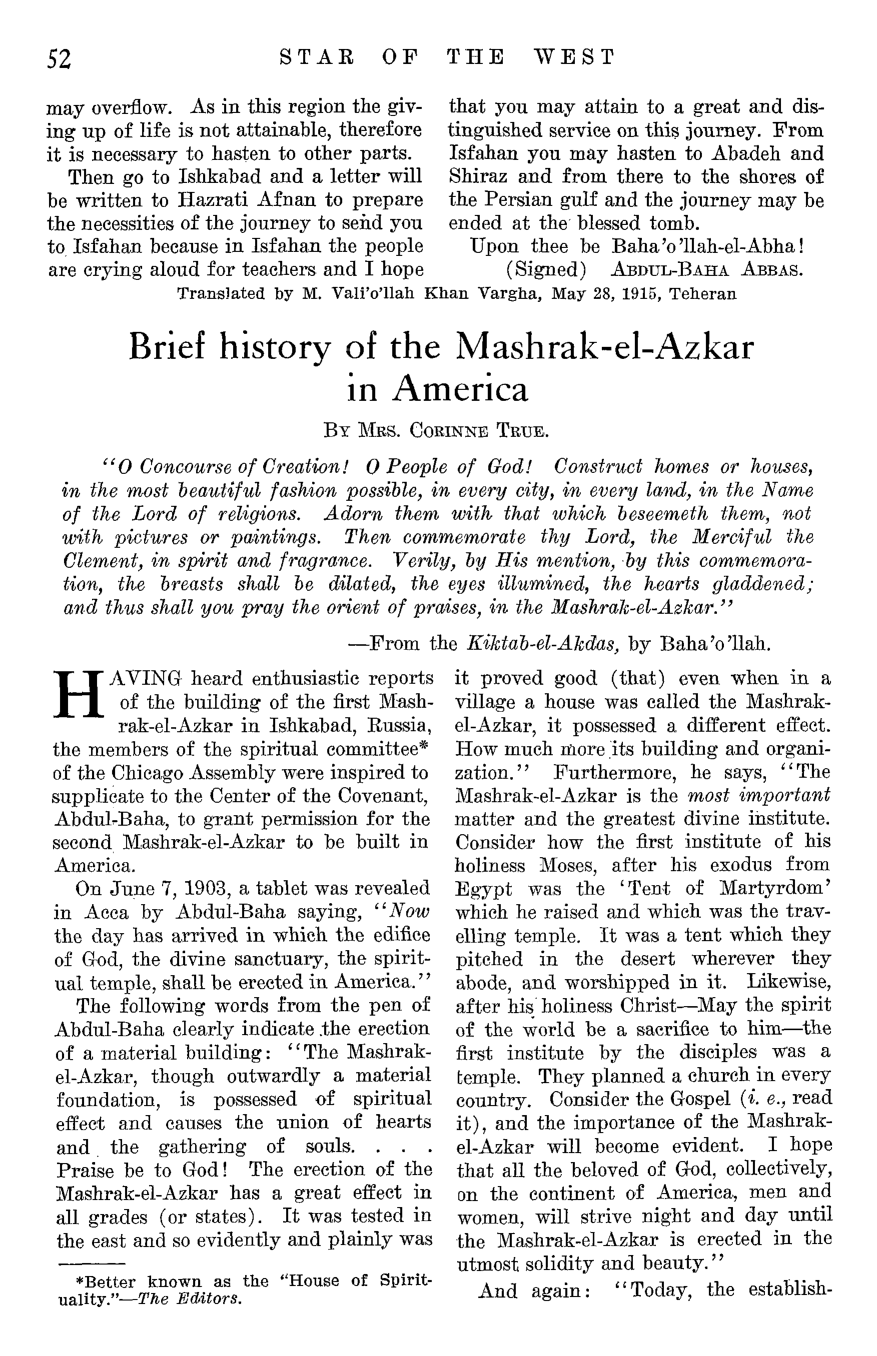 52 STAR OF THE WEST
may overflow. As in this region the giv-
ing up of life is not attainable, therefore
it is necessary to hasten to other parts.
Then go to Ishkabad and a letter will
be written to Hazrati Afnan to prepare
the necessities of the journey to send you
to Isfahan because in Isfahan the people
are crying aloud for teachers and I hope
that you may attain to a great and dis-
tinguished service on this journey. From
Isfahan you may hasten to Abadeh and
Shiraz and from there to the shores of
the Persian gulf and the journey may be
ended at the blessed tomb.
Upon thee be Baha'o'llah-el-Abha!
(Signed) ABDUL-BAHA ABBAS.
Translated by M. Vali'o'llah Khan Vargha, May 28, 1915, Teheran
Brief history of the Mashrak-el-Azkar
in America
BY MRS. CORINNE TRUE.
"O Concourse of Creation! O People of God! Construct homes or houses,
in the most beautiful fashion possible, in every city, in every land, in the Name
of the Lord of religions. Adorn them with that which beseemeth them, not
with pictures or paintings. Then commemorate thy Lord, the Merciful the
Clement, in spirit and fragrance. Verily, by His mention, by this commemora-
tion, the breasts shall be dilated, the eyes illumined, the hearts gladdened;
and thus shall you pray the orient of praises, in the Mashrak-el-Azkar."
—From the Kiktab-el-Akdas, by Baha'o'llah.
HAVING heard enthusiastic reports
of the building of the first Mash-
rak-el-Azkar in Ishkabad, Russia,
the members of the spiritual committee*
of the Chicago Assembly were inspired to
supplicate to the Center of the Covenant,
Abdul-Baha, to grant permission for the
second Mashrak-el-Azkar to be built in
America.
On June 7, 1903, a tablet was revealed
in Acca by Abdul-Baha saying, "Now
the day has arrived in which the edifice
of God, the divine sanctuary, the spirit-
ual temple, shall be erected in America."
The following words from the pen of
Abdul-Baha clearly indicate the erection
of a material building: "The Mashrak-
el-Azkar, though outwardly a material
foundation, is possessed of spiritual
effect and causes the union of hearts
and the gathering of souls. . . .
Praise be to God! The erection of the
Mashrak-el-Azkar has a great effect in
all grades (or states). It was tested in
the east and so evidently and plainly was
*Better known as the "House of Spirit-
uality."—The Editors.
it proved good (that) even when in a
village a house was called the Mashrak-
el-Azkar, it possessed a different effect.
How much more its building and organi-
zation." Furthermore, he says, "The
Mashrak-el-Azkar is the most important
matter and the greatest divine institute.
Consider how the first institute of his
holiness Moses, after his exodus from
Egypt was the 'Tent of Martyrdom'
which he raised and which was the trav-
elling temple. It was a tent which they
pitched in the desert wherever they
abode, and worshipped in it. Likewise,
after his holiness Christ—May the spirit
of the world be a sacrifice to him—the
first institute by the disciples was a
temple. They planned a church in every
country. Consider the Gospel (i. e., read
it), and the importance of the Mashrak-
el-Azkar will become evident. I hope
that all the beloved of God, collectively,
on the continent of America, men and
women, will strive night and day until
the Mashrak-el-Azkar is erected in the
utmost solidity and beauty."
And again: "Today, the establish-